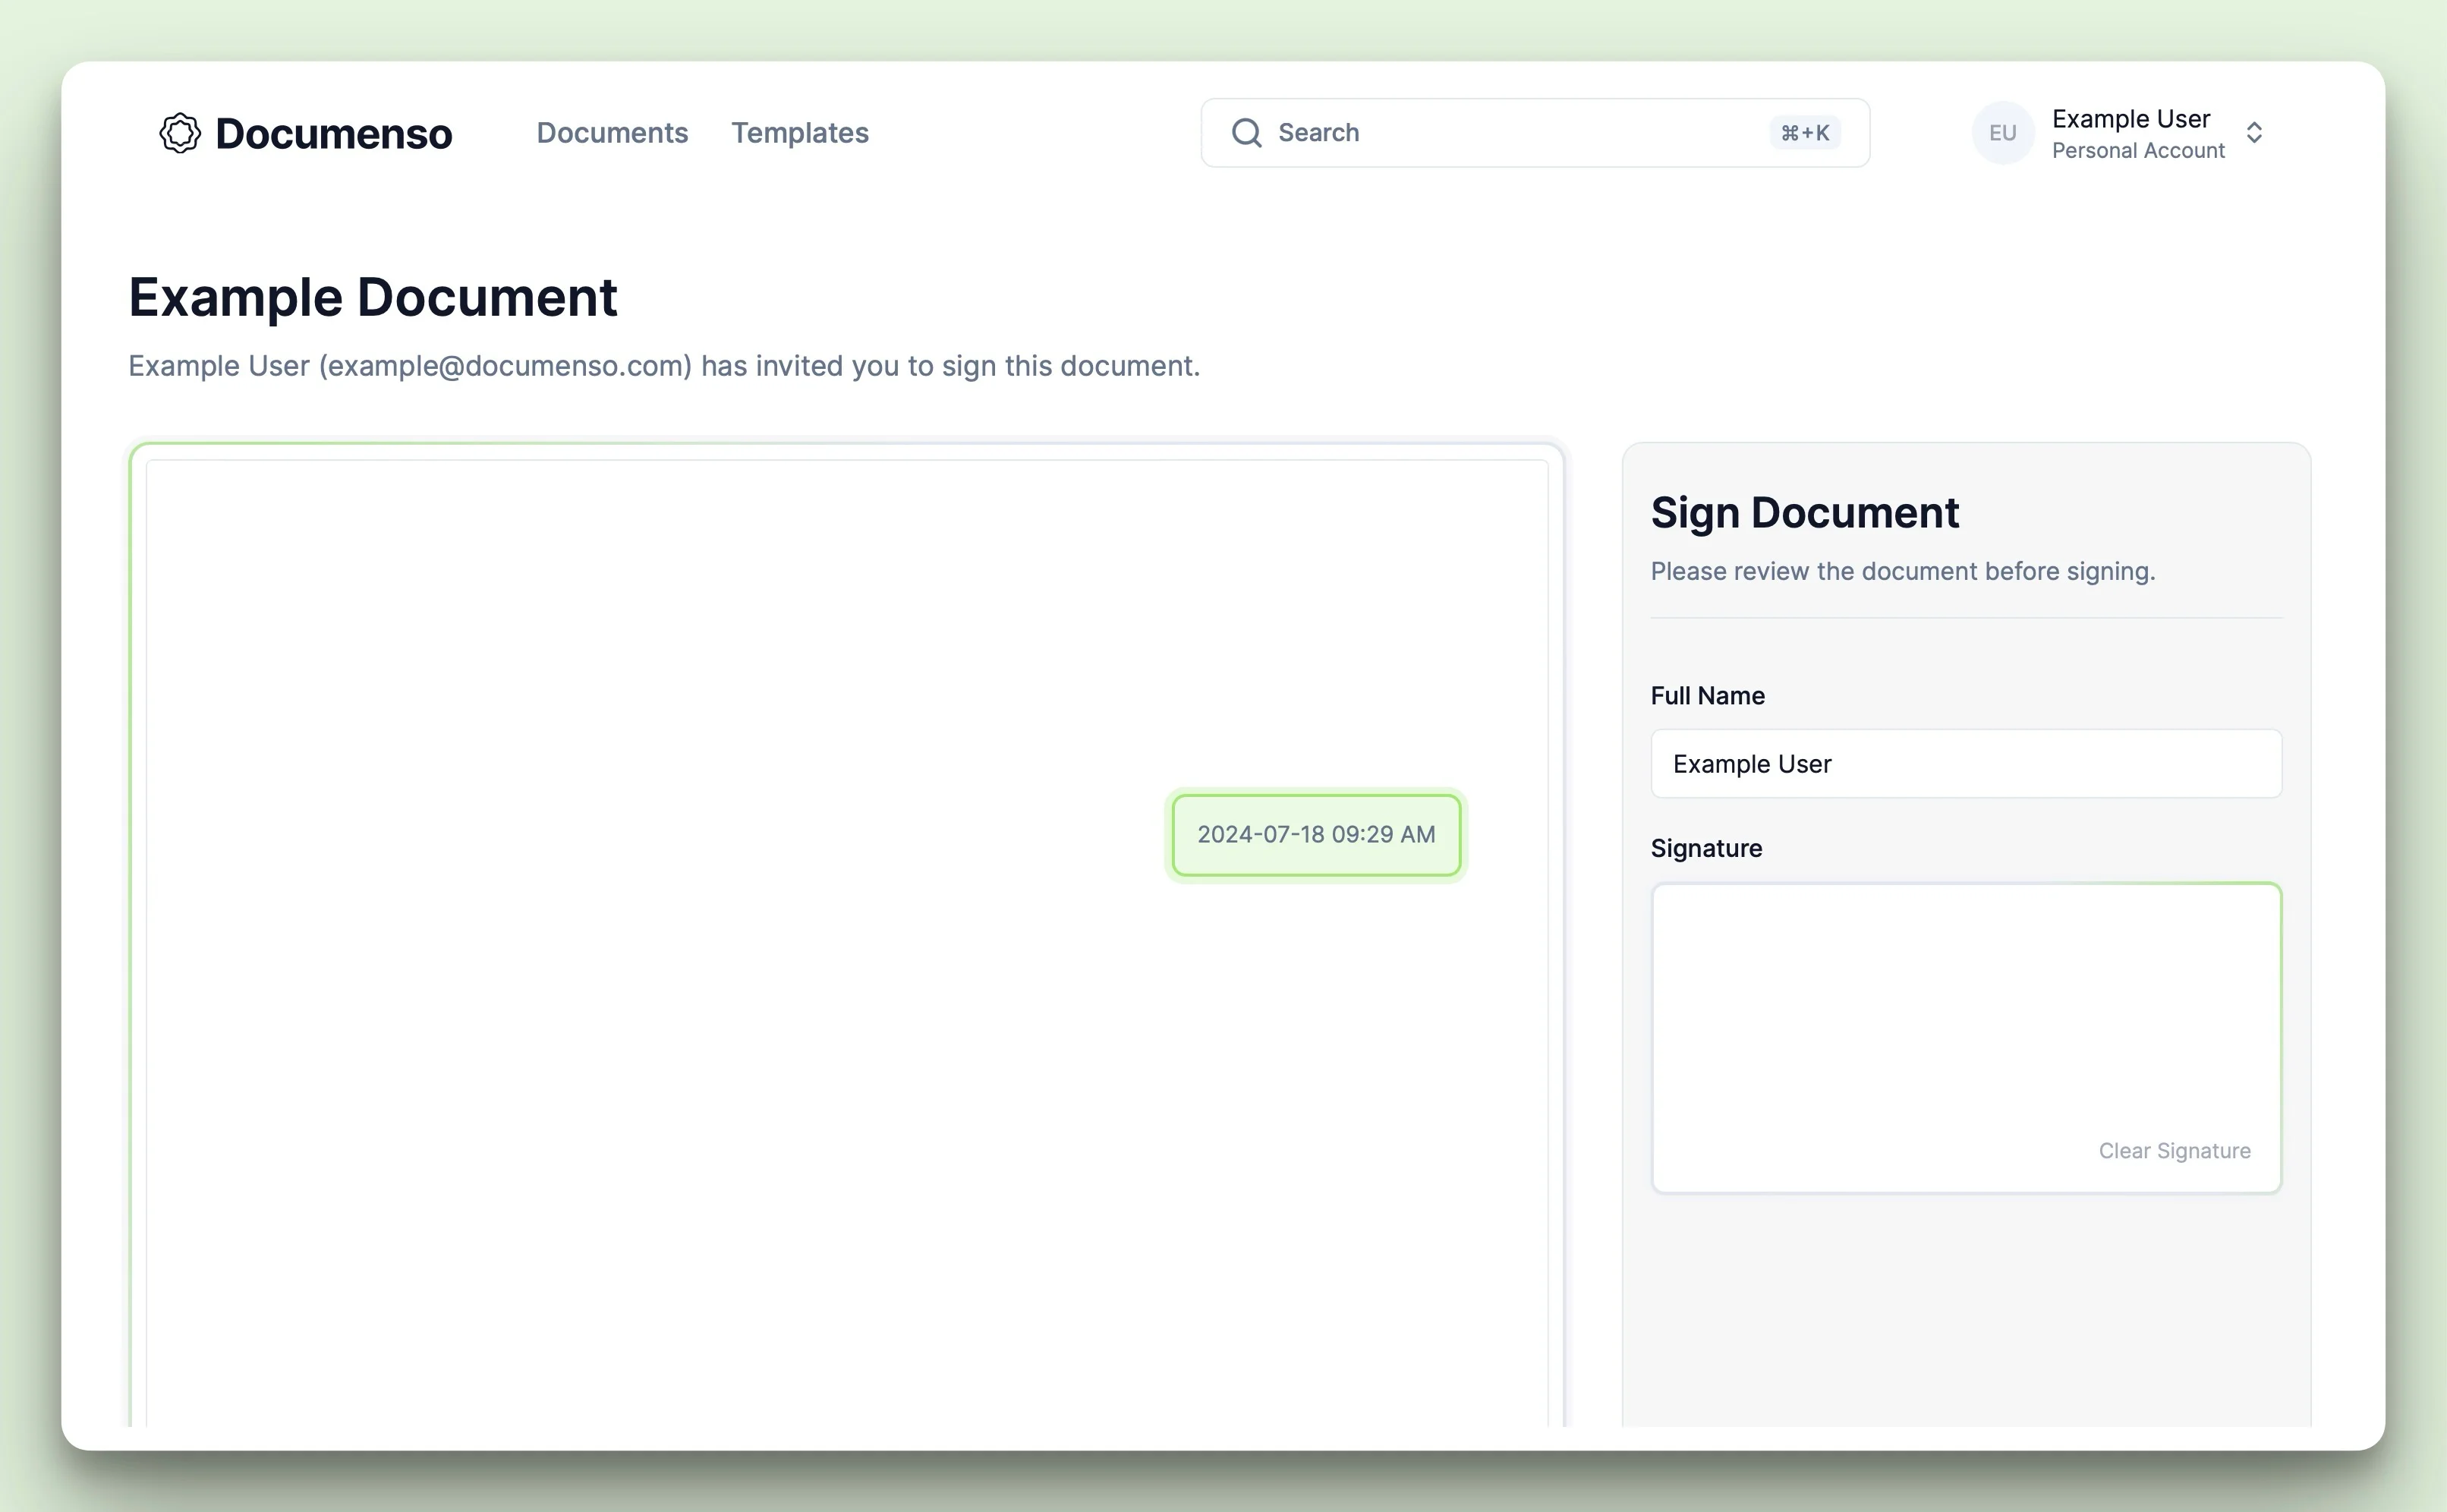 Documenso
Documents
Templates
Search
⌘+K
EU
Example User
Personal Account
Example Document
Example User (example@documenso.com) has invited you to sign this document.
2024-07-18 09:29 AM
Sign Document
Please review the document before signing.
Full Name
Example User
Signature
Clear Signature